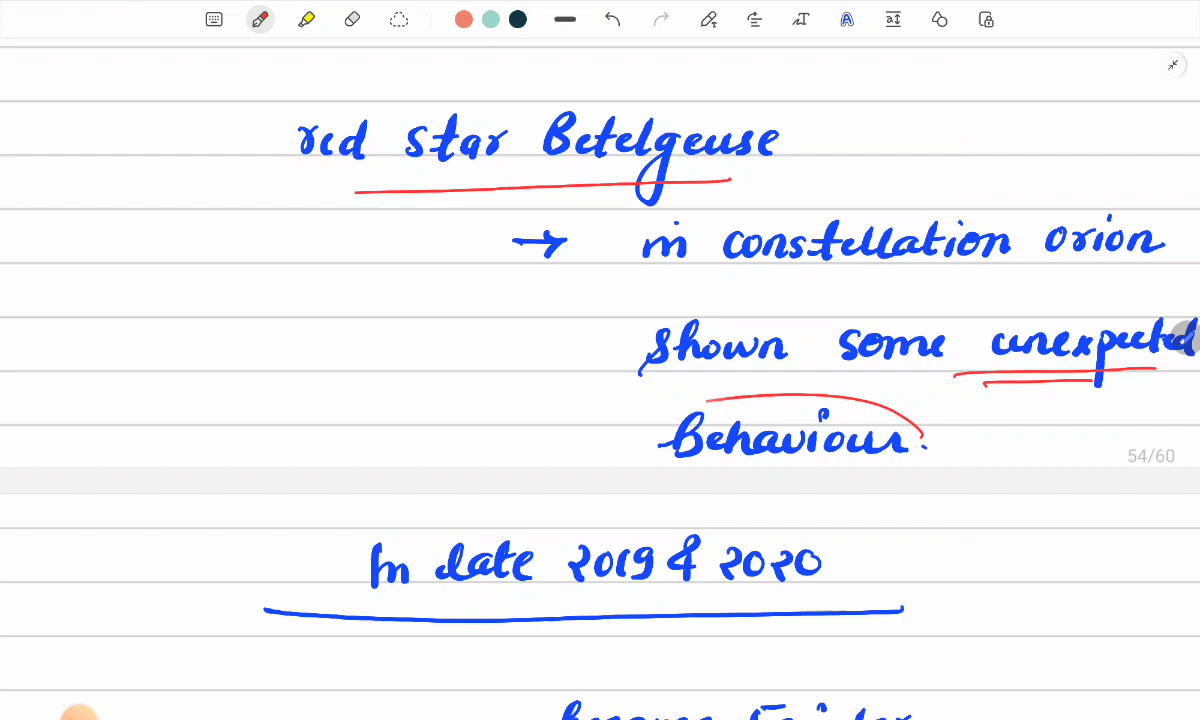 red star Betelgeuse
→ in constellation orion
shown some unexpected
Behaviour.
54/60
In date 2019 & 2020